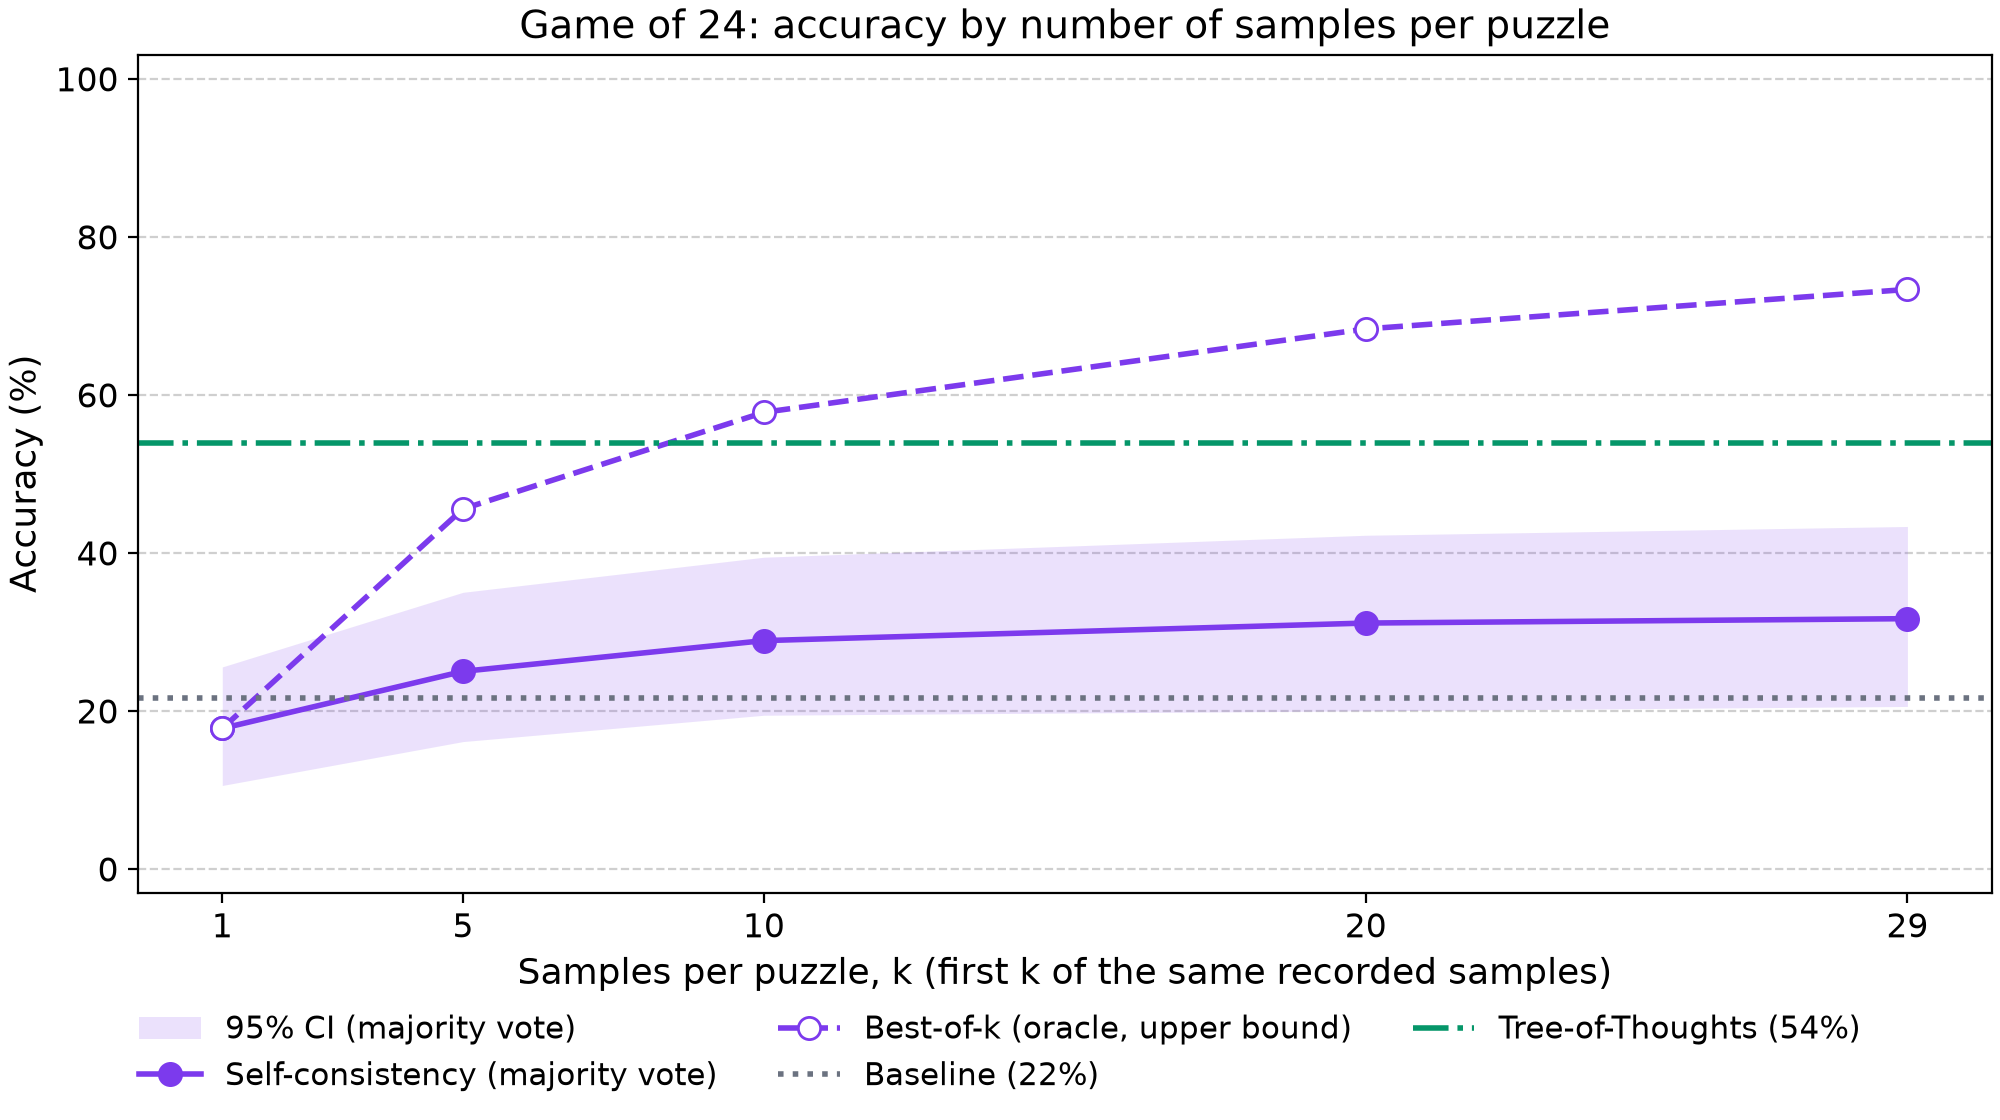 Game of 24: accuracy by number of samples per puzzle
Accuracy (%)
100
80
60
40
20
0
1 5 10 20 29
Samples per puzzle, k (first k of the same recorded samples)
95% CI (majority vote)
Self-consistency (majority vote)
Best-of-k (oracle, upper bound)
Baseline (22%)
Tree-of-Thoughts (54%)